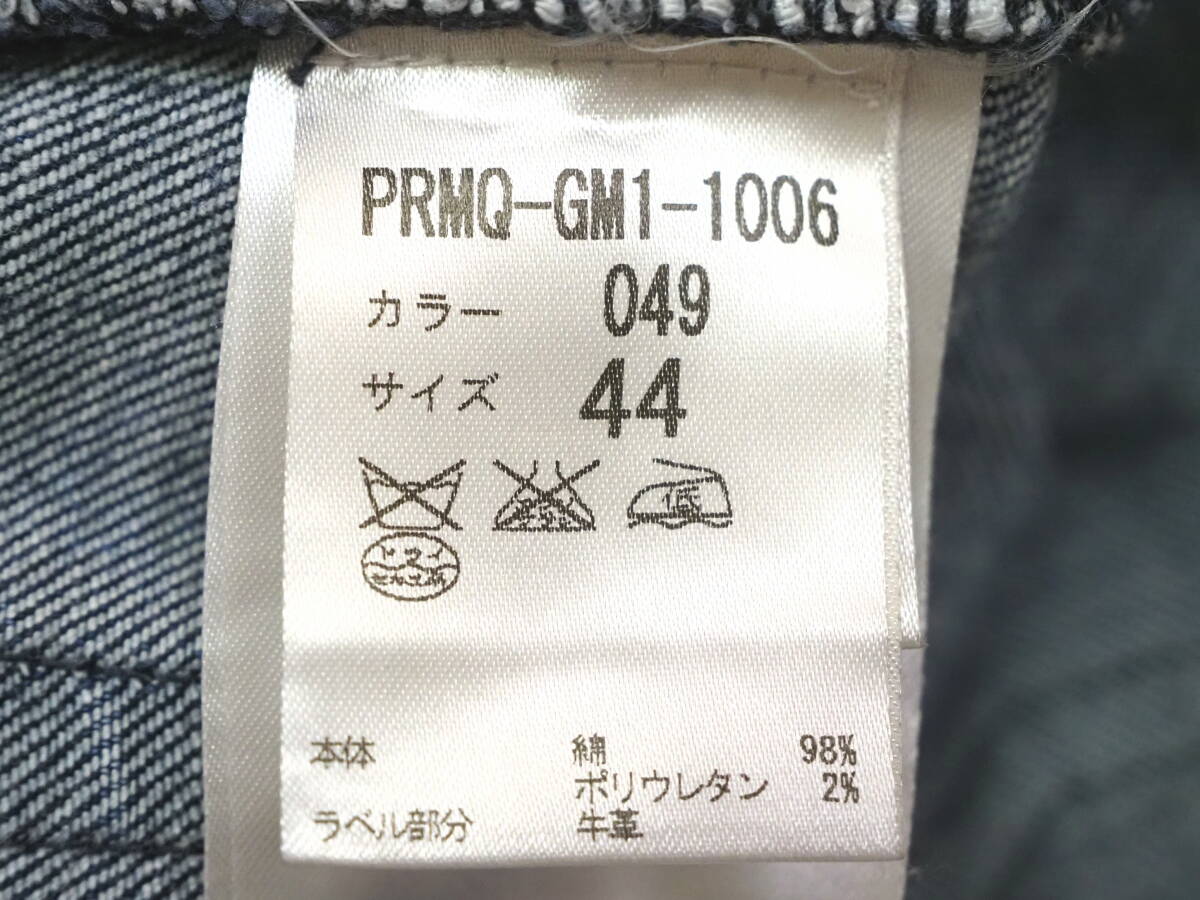 PRMQ-GM1-1006
カラー 049
サイズ 44
低
ドライ
本体 綿 98%
ポリウレタン 2%
ラベル部分 牛革